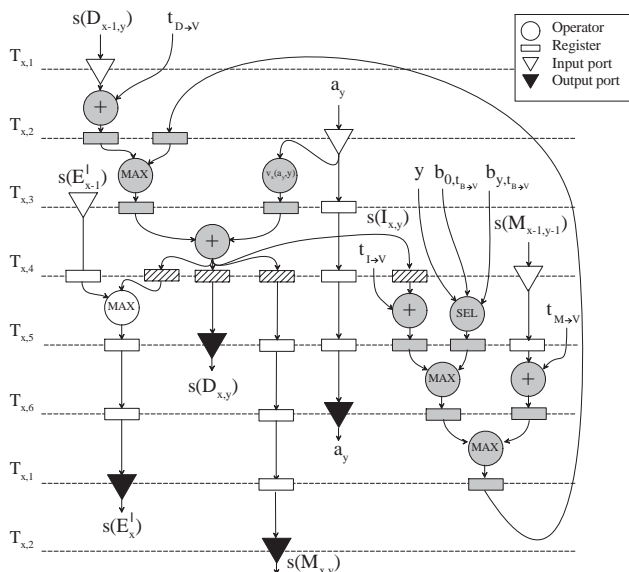 s(D_{x-1,y}) t_{D→V}
Operator
Register
Input port
Output port
T_{x,1}
+
a_y
T_{x,2}
MAX
v_x(a_y,y)
s(E^l_{x-1})
y b_{0,t_{B→V}} b_{y,t_{B→V}}
T_{x,3}
s(I_{x,y})
s(M_{x-1,y-1})
+
t_{I→V}
T_{x,4}
MAX
+
SEL
t_{M→V}
T_{x,5}
s(D_{x,y})
MAX
+
T_{x,6}
a_y
MAX
T_{x,1}
s(E^l_x)
T_{x,2}
s(M_{x,y})